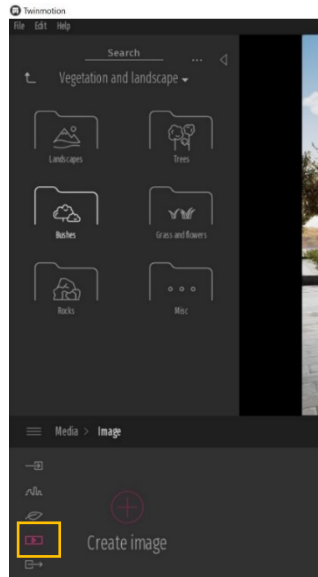 Twinmotion
File Edit Help
Search ...
Vegetation and landscape
Landscapes Trees
Bushes Grass and flowers
Rocks Misc
Media > Image
Create image